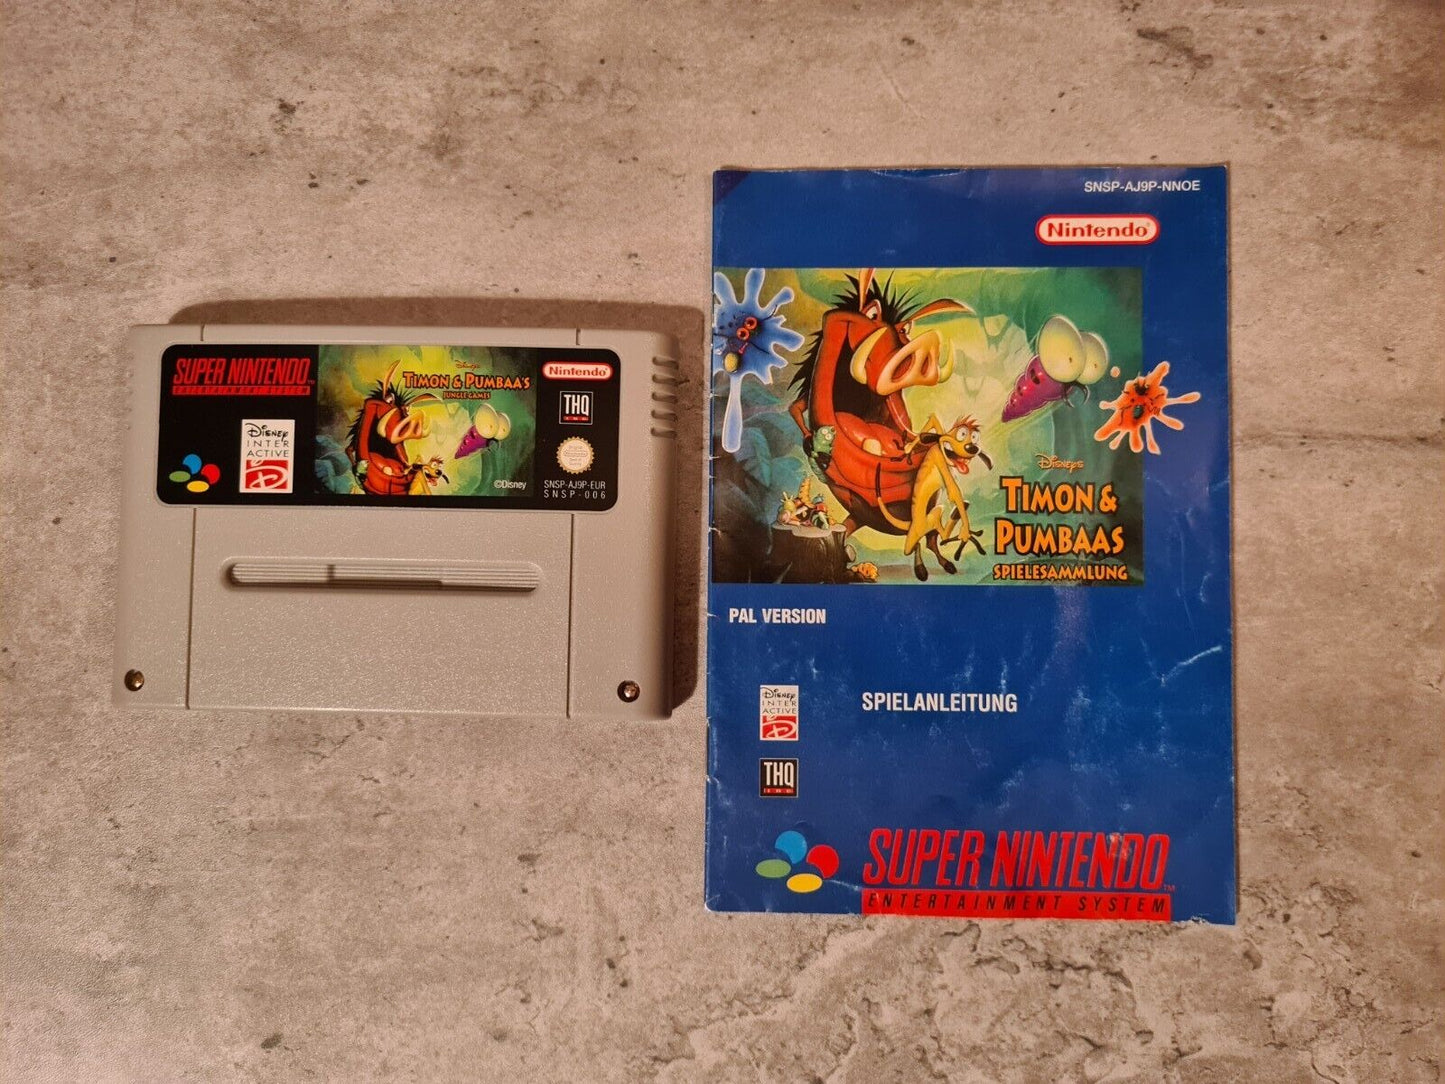 SUPER NINTENDO
ENTERTAINMENT SYSTEM
Disney
INTER
ACTIVE
Disney's
TIMON & PUMBAA'S
JUNGLE GAMES
©Disney
Nintendo
THQ
SNSP-AJ9P-EUR
SNSP-006
SNSP-AJ9P-NNOE
Nintendo
Disneys
TIMON &
PUMBAAS
SPIELESAMMLUNG
PAL VERSION
Disney
INTER
ACTIVE
SPIELANLEITUNG
THQ
SUPER NINTENDO
ENTERTAINMENT SYSTEM